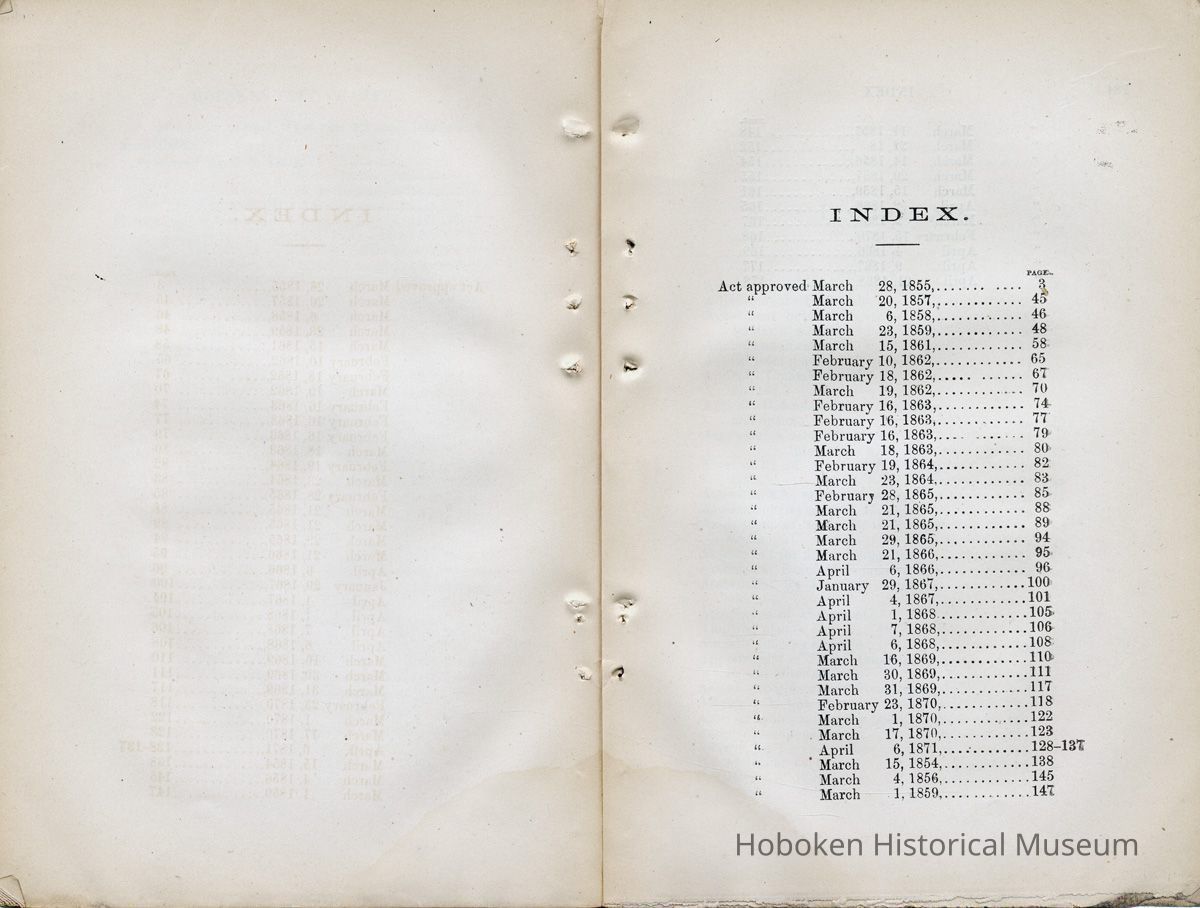 INDEX.
PAGE.
Act approved March 28, 1855,....... .... 3
“ March 20, 1857,............ 45
“ March 6, 1858,............ 46
“ March 23, 1859,............ 48
“ March 15, 1861,............ 58
“ February 10, 1862,............ 65
“ February 18, 1862,..... ...... 67
“ March 19, 1862,............ 70
“ February 16, 1863,............ 74
“ February 16, 1863,............ 77
“ February 16, 1863,... . ...... 79
“ March 18, 1863,............ 80
“ February 19, 1864,............ 82
“ March 23, 1864,............ 83
“ February 28, 1865,............ 85
“ March 21, 1865,............ 88
“ March 21, 1865,............ 89
“ March 29, 1865,............ 94
“ March 21, 1866,............ 95
“ April 6, 1866,............ 96
“ January 29, 1867,............100
“ April 4, 1867,............101
“ April 1, 1868............105
“ April 7, 1868,............106
“ April 6, 1868,............108
“ March 16, 1869,............110
“ March 30, 1869,............111
“ March 31, 1869,............117
“ February 23, 1870,............118
“ March 1, 1870,............122
“ March 17, 1870,............123
“ April 6, 1871,............128–137
“ March 15, 1854,............138
“ March 4, 1856,............145
“ March 1, 1859,............147
Hoboken Historical Museum